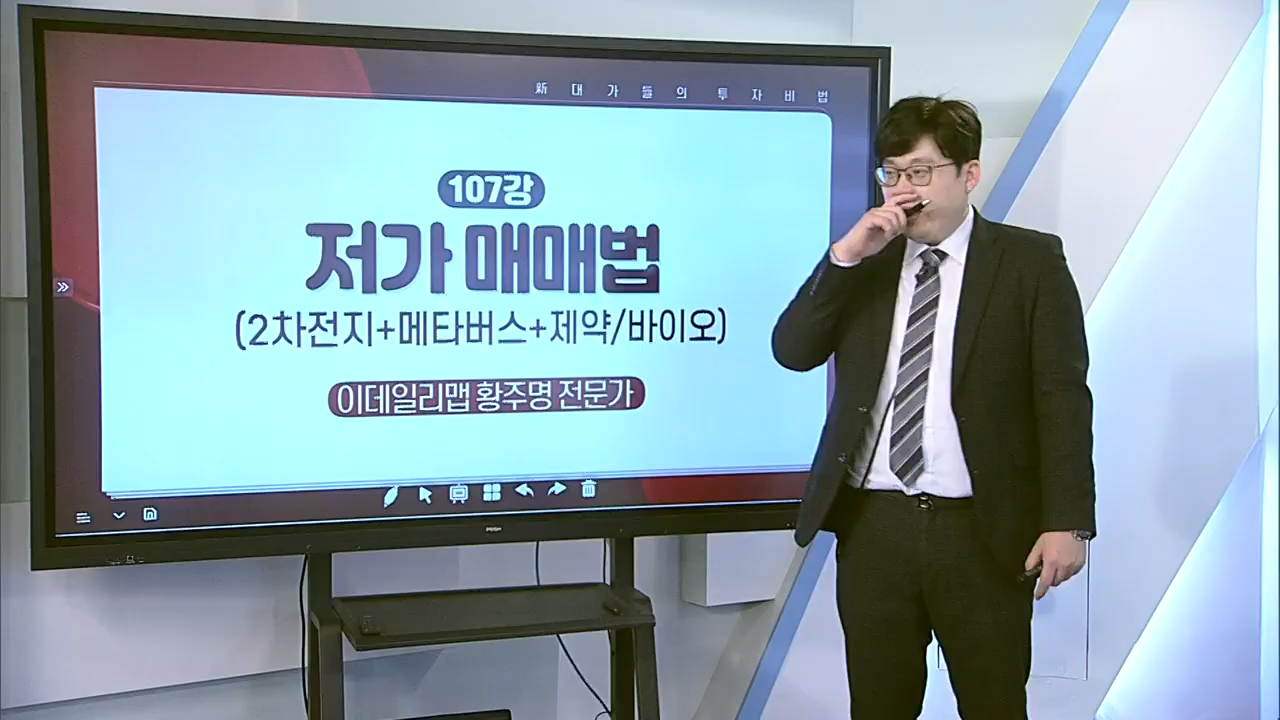 新대가들의투자비법
107강
저가 매매법
(2차전지+메타버스+제약/바이오)
이데일리맵 황주명 전문가